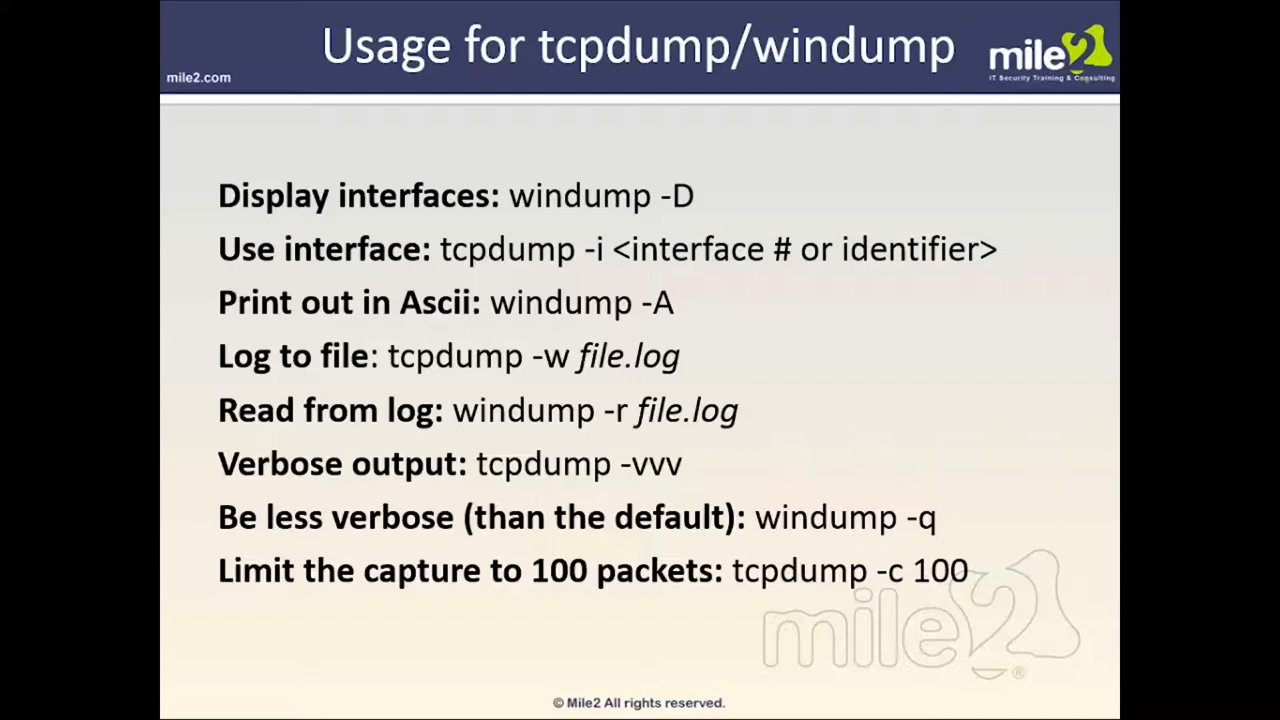 Usage for tcpdump/windump
mile2.com
mile2
IT Security Training & Consulting
Display interfaces: windump -D
Use interface: tcpdump -i <interface # or identifier>
Print out in Ascii: windump -A
Log to file: tcpdump -w file.log
Read from log: windump -r file.log
Verbose output: tcpdump -vvv
Be less verbose (than the default): windump -q
Limit the capture to 100 packets: tcpdump -c 100
mile2®
© Mile2 All rights reserved.